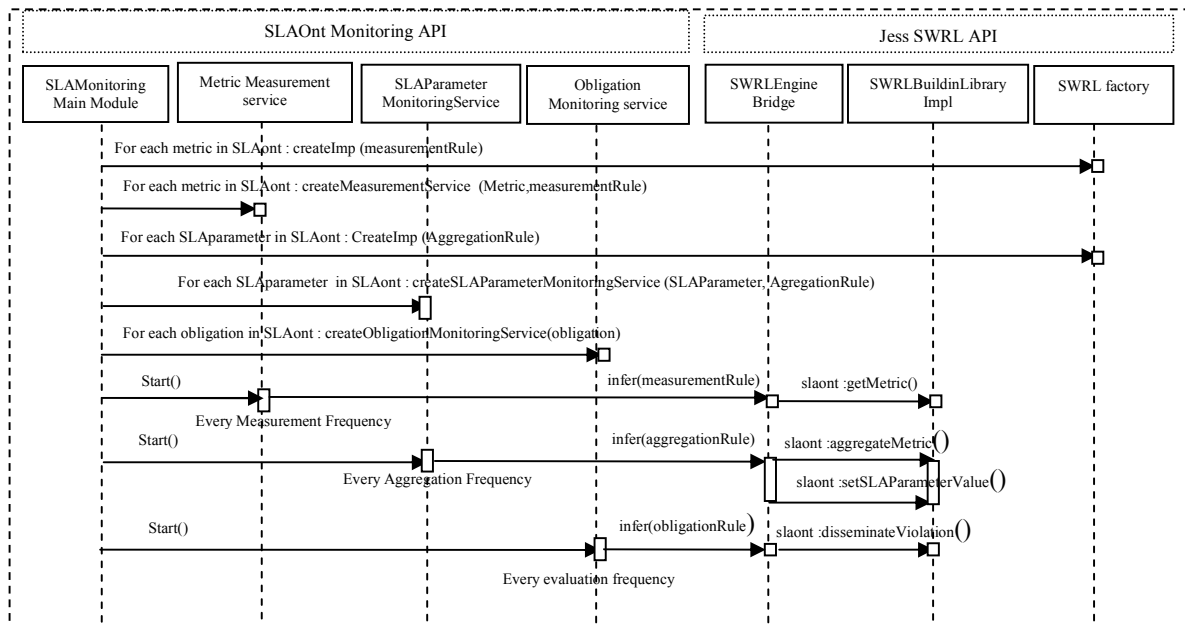 SLAOnt Monitoring API
Jess SWRL API
SLAMonitoring
Main Module
Metric Measurement
service
SLAParameter
MonitoringService
Obligation
Monitoring service
SWRLEngine
Bridge
SWRLBuildinLibrary
Impl
SWRL factory
For each metric in SLAont : createImp (measurementRule)
For each metric in SLAont : createMeasurementService (Metric,measurementRule)
For each SLAparameter in SLAont : CreateImp (AggregationRule)
For each SLAparameter in SLAont : createSLAParameterMonitoringService (SLAParameter, AgregationRule)
For each obligation in SLAont : createObligationMonitoringService(obligation)
Start()
infer(measurementRule)
slaont :getMetric()
Every Measurement Frequency
Start()
infer(aggregationRule)
slaont :aggregateMetric()
Every Aggregation Frequency
slaont :setSLAParameterValue()
Start()
infer(obligationRule)
slaont :disseminateViolation()
Every evaluation frequency